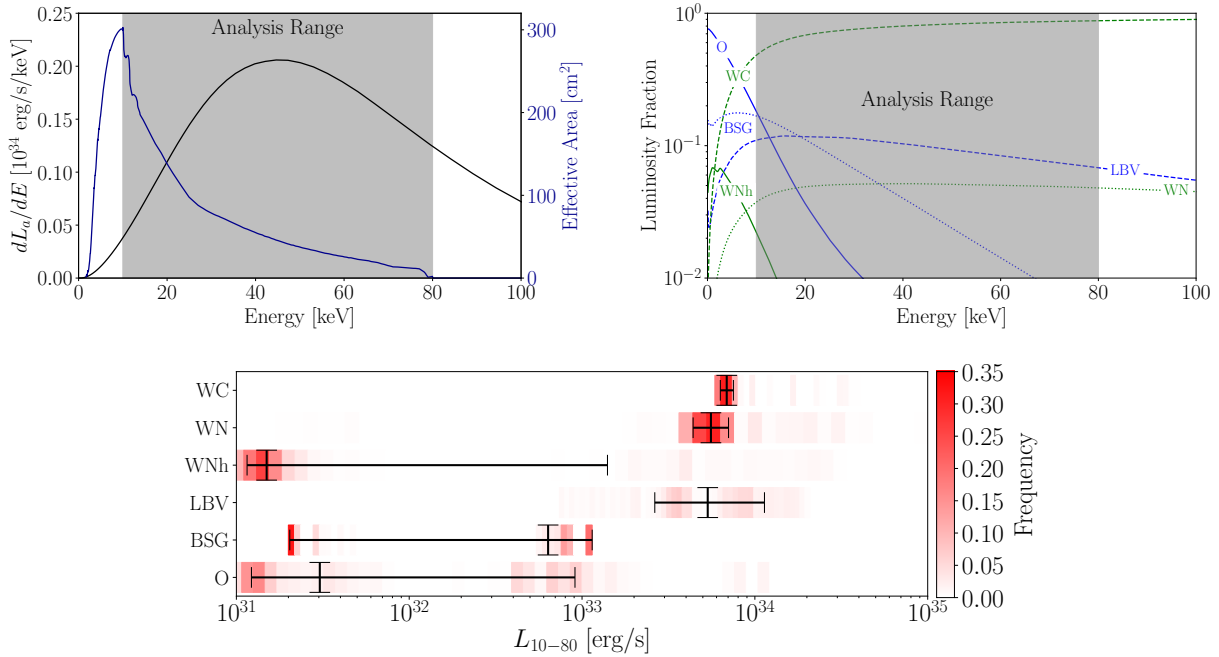 Analysis Range
dL_a/dE [10^34 erg/s/keV]
0.25
0.20
0.15
0.10
0.05
0.00
0 20 40 60 80 100
Energy [keV]
300
200
100
0
Effective Area [cm^2]
Luminosity Fraction
10^0
10^-1
10^-2
O
WC
BSG
WNh
Analysis Range
LBV
WN
0 20 40 60 80 100
Energy [keV]
WC
WN
WNh
LBV
BSG
O
10^31 10^32 10^33 10^34 10^35
L_10−80 [erg/s]
0.35
0.30
0.25
0.20
0.15
0.10
0.05
0.00
Frequency